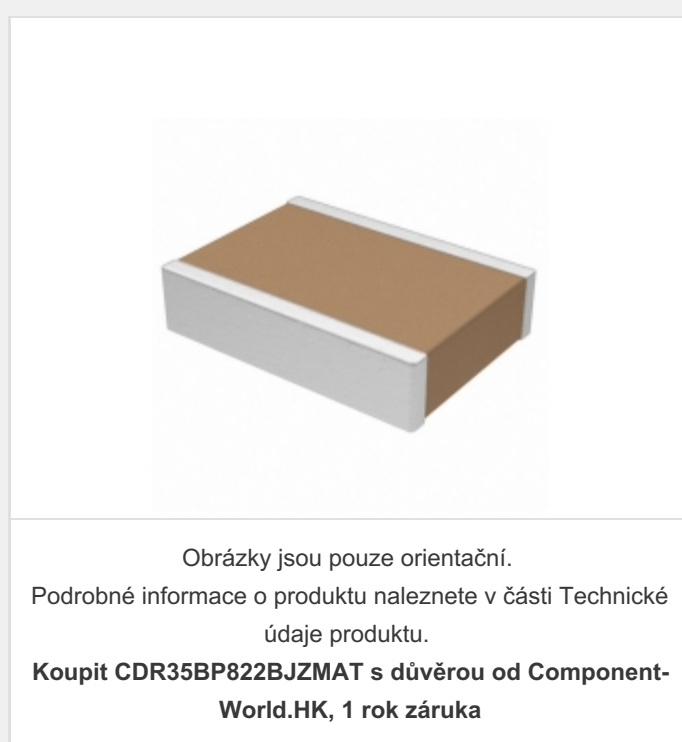 Obrázky jsou pouze orientační.
Podrobné informace o produktu naleznete v části Technické
údaje produktu.
Koupit CDR35BP822BJZMAT s důvěrou od Component-
World.HK, 1 rok záruka